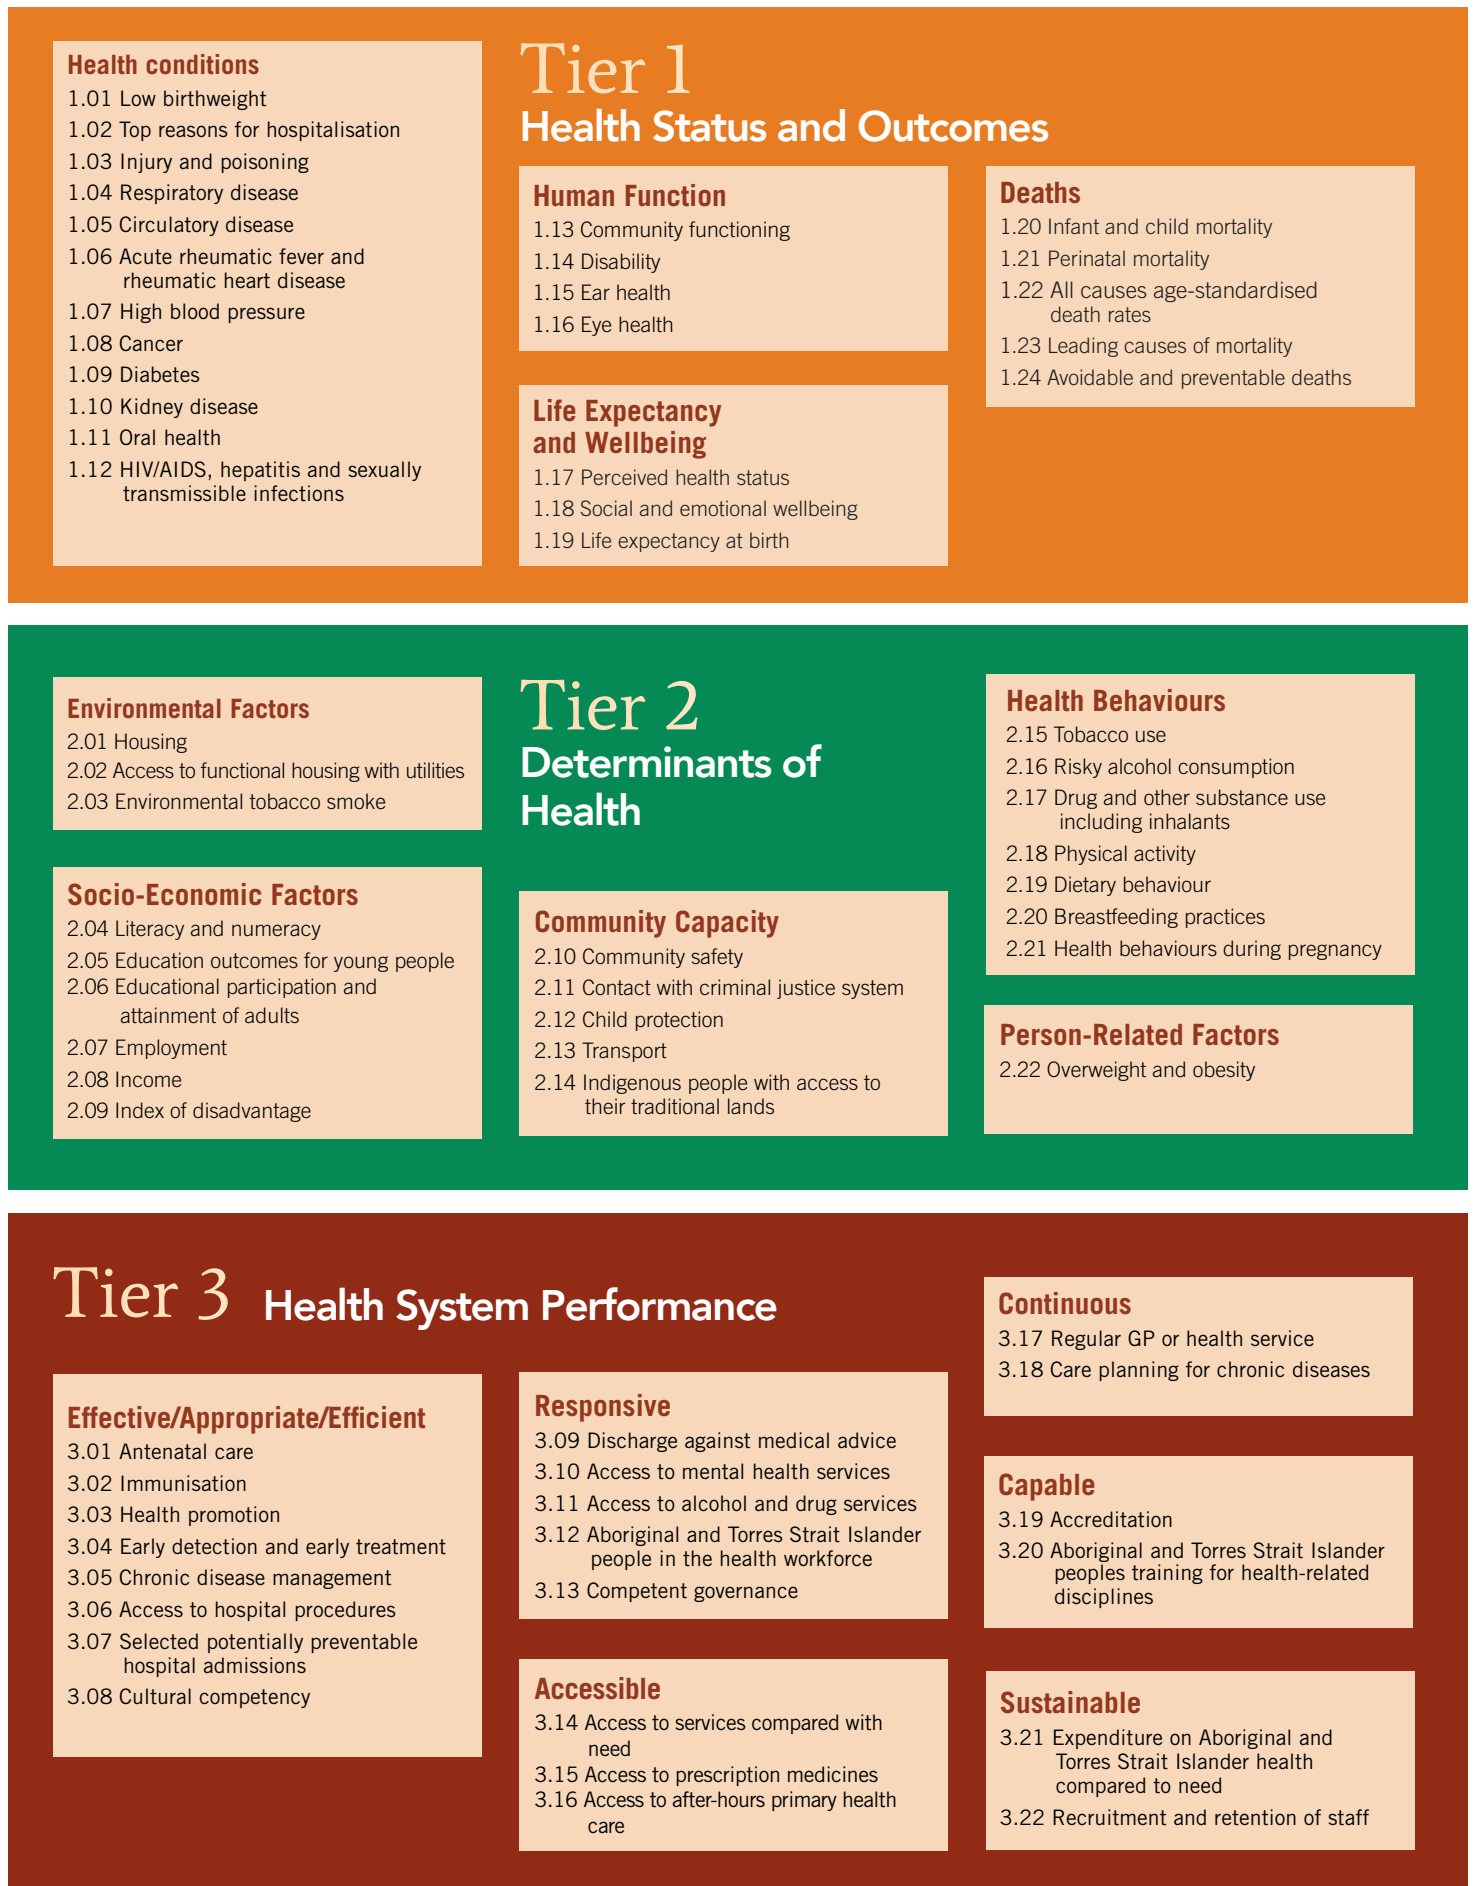 Health conditions
1.01 Low birthweight
1.02 Top reasons for hospitalisation
1.03 Injury and poisoning
1.04 Respiratory disease
1.05 Circulatory disease
1.06 Acute rheumatic fever and
rheumatic heart disease
1.07 High blood pressure
1.08 Cancer
1.09 Diabetes
1.10 Kidney disease
1.11 Oral health
1.12 HIV/AIDS, hepatitis and sexually
transmissible infections
Tier 1
Health Status and Outcomes
Human Function
1.13 Community functioning
1.14 Disability
1.15 Ear health
1.16 Eye health
Life Expectancy
and Wellbeing
1.17 Perceived health status
1.18 Social and emotional wellbeing
1.19 Life expectancy at birth
Deaths
1.20 Infant and child mortality
1.21 Perinatal mortality
1.22 All causes age-standardised
death rates
1.23 Leading causes of mortality
1.24 Avoidable and preventable deaths
Environmental Factors
2.01 Housing
2.02 Access to functional housing with utilities
2.03 Environmental tobacco smoke
Socio-Economic Factors
2.04 Literacy and numeracy
2.05 Education outcomes for young people
2.06 Educational participation and
attainment of adults
2.07 Employment
2.08 Income
2.09 Index of disadvantage
Tier 2
Determinants of
Health
Community Capacity
2.10 Community safety
2.11 Contact with criminal justice system
2.12 Child protection
2.13 Transport
2.14 Indigenous people with access to
their traditional lands
Health Behaviours
2.15 Tobacco use
2.16 Risky alcohol consumption
2.17 Drug and other substance use
including inhalants
2.18 Physical activity
2.19 Dietary behaviour
2.20 Breastfeeding practices
2.21 Health behaviours during pregnancy
Person-Related Factors
2.22 Overweight and obesity
Tier 3 Health System Performance
Effective/Appropriate/Efficient
3.01 Antenatal care
3.02 Immunisation
3.03 Health promotion
3.04 Early detection and early treatment
3.05 Chronic disease management
3.06 Access to hospital procedures
3.07 Selected potentially preventable
hospital admissions
3.08 Cultural competency
Responsive
3.09 Discharge against medical advice
3.10 Access to mental health services
3.11 Access to alcohol and drug services
3.12 Aboriginal and Torres Strait Islander
people in the health workforce
3.13 Competent governance
Accessible
3.14 Access to services compared with
need
3.15 Access to prescription medicines
3.16 Access to after-hours primary health
care
Continuous
3.17 Regular GP or health service
3.18 Care planning for chronic diseases
Capable
3.19 Accreditation
3.20 Aboriginal and Torres Strait Islander
peoples training for health-related
disciplines
Sustainable
3.21 Expenditure on Aboriginal and
Torres Strait Islander health
compared to need
3.22 Recruitment and retention of staff